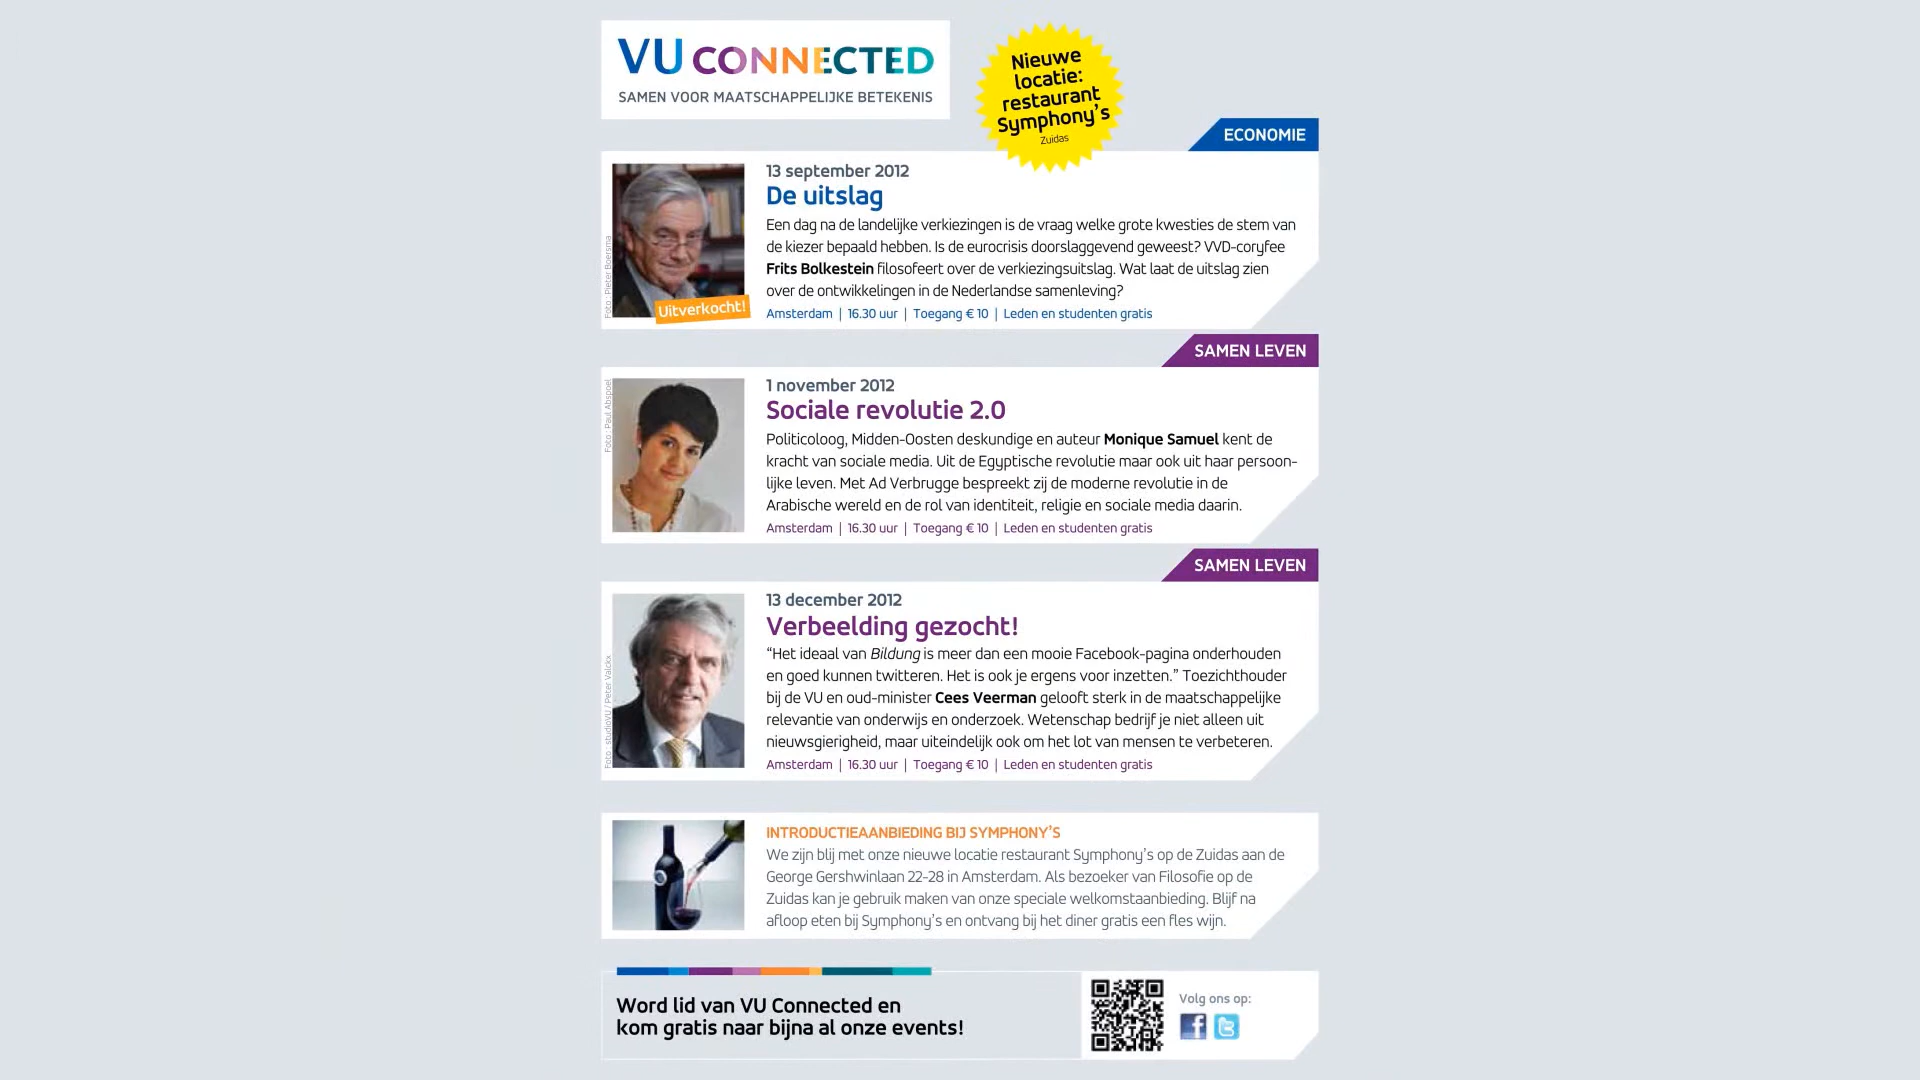 VU CONNECTED
SAMEN VOOR MAATSCHAPPELIJKE BETEKENIS
Nieuwe
locatie:
restaurant
Symphony's
Zuidas
ECONOMIE
13 september 2012
De uitslag
Een dag na de landelijke verkiezingen is de vraag welke grote kwesties de stem van
de kiezer bepaald hebben. Is de eurocrisis doorslaggevend geweest? VVD-coryfee
Frits Bolkestein filosofeert over de verkiezingsuitslag. Wat laat de uitslag zien
over de ontwikkelingen in de Nederlandse samenleving?
Amsterdam | 16.30 uur | Toegang € 10 | Leden en studenten gratis
Foto : Pieter Boersma
Uitverkocht!
SAMEN LEVEN
1 november 2012
Sociale revolutie 2.0
Politicoloog, Midden-Oosten deskundige en auteur Monique Samuel kent de
kracht van sociale media. Uit de Egyptische revolutie maar ook uit haar persoon-
lijke leven. Met Ad Verbrugge bespreekt zij de moderne revolutie in de
Arabische wereld en de rol van identiteit, religie en sociale media daarin.
Amsterdam | 16.30 uur | Toegang € 10 | Leden en studenten gratis
Foto : Paul Abspoel
SAMEN LEVEN
13 december 2012
Verbeelding gezocht!
“Het ideaal van Bildung is meer dan een mooie Facebook-pagina onderhouden
en goed kunnen twitteren. Het is ook je ergens voor inzetten.” Toezichthouder
bij de VU en oud-minister Cees Veerman gelooft sterk in de maatschappelijke
relevantie van onderwijs en onderzoek. Wetenschap bedrijf je niet alleen uit
nieuwsgierigheid, maar uiteindelijk ook om het lot van mensen te verbeteren.
Amsterdam | 16.30 uur | Toegang € 10 | Leden en studenten gratis
Foto : studioVU / Peter Valckx
INTRODUCTIEAANBIEDING BIJ SYMPHONY'S
We zijn blij met onze nieuwe locatie restaurant Symphony's op de Zuidas aan de
George Gershwinlaan 22-28 in Amsterdam. Als bezoeker van Filosofie op de
Zuidas kan je gebruik maken van onze speciale welkomstaanbieding. Blijf na
afloop eten bij Symphony's en ontvang bij het diner gratis een fles wijn.
Word lid van VU Connected en
kom gratis naar bijna al onze events!
Volg ons op: